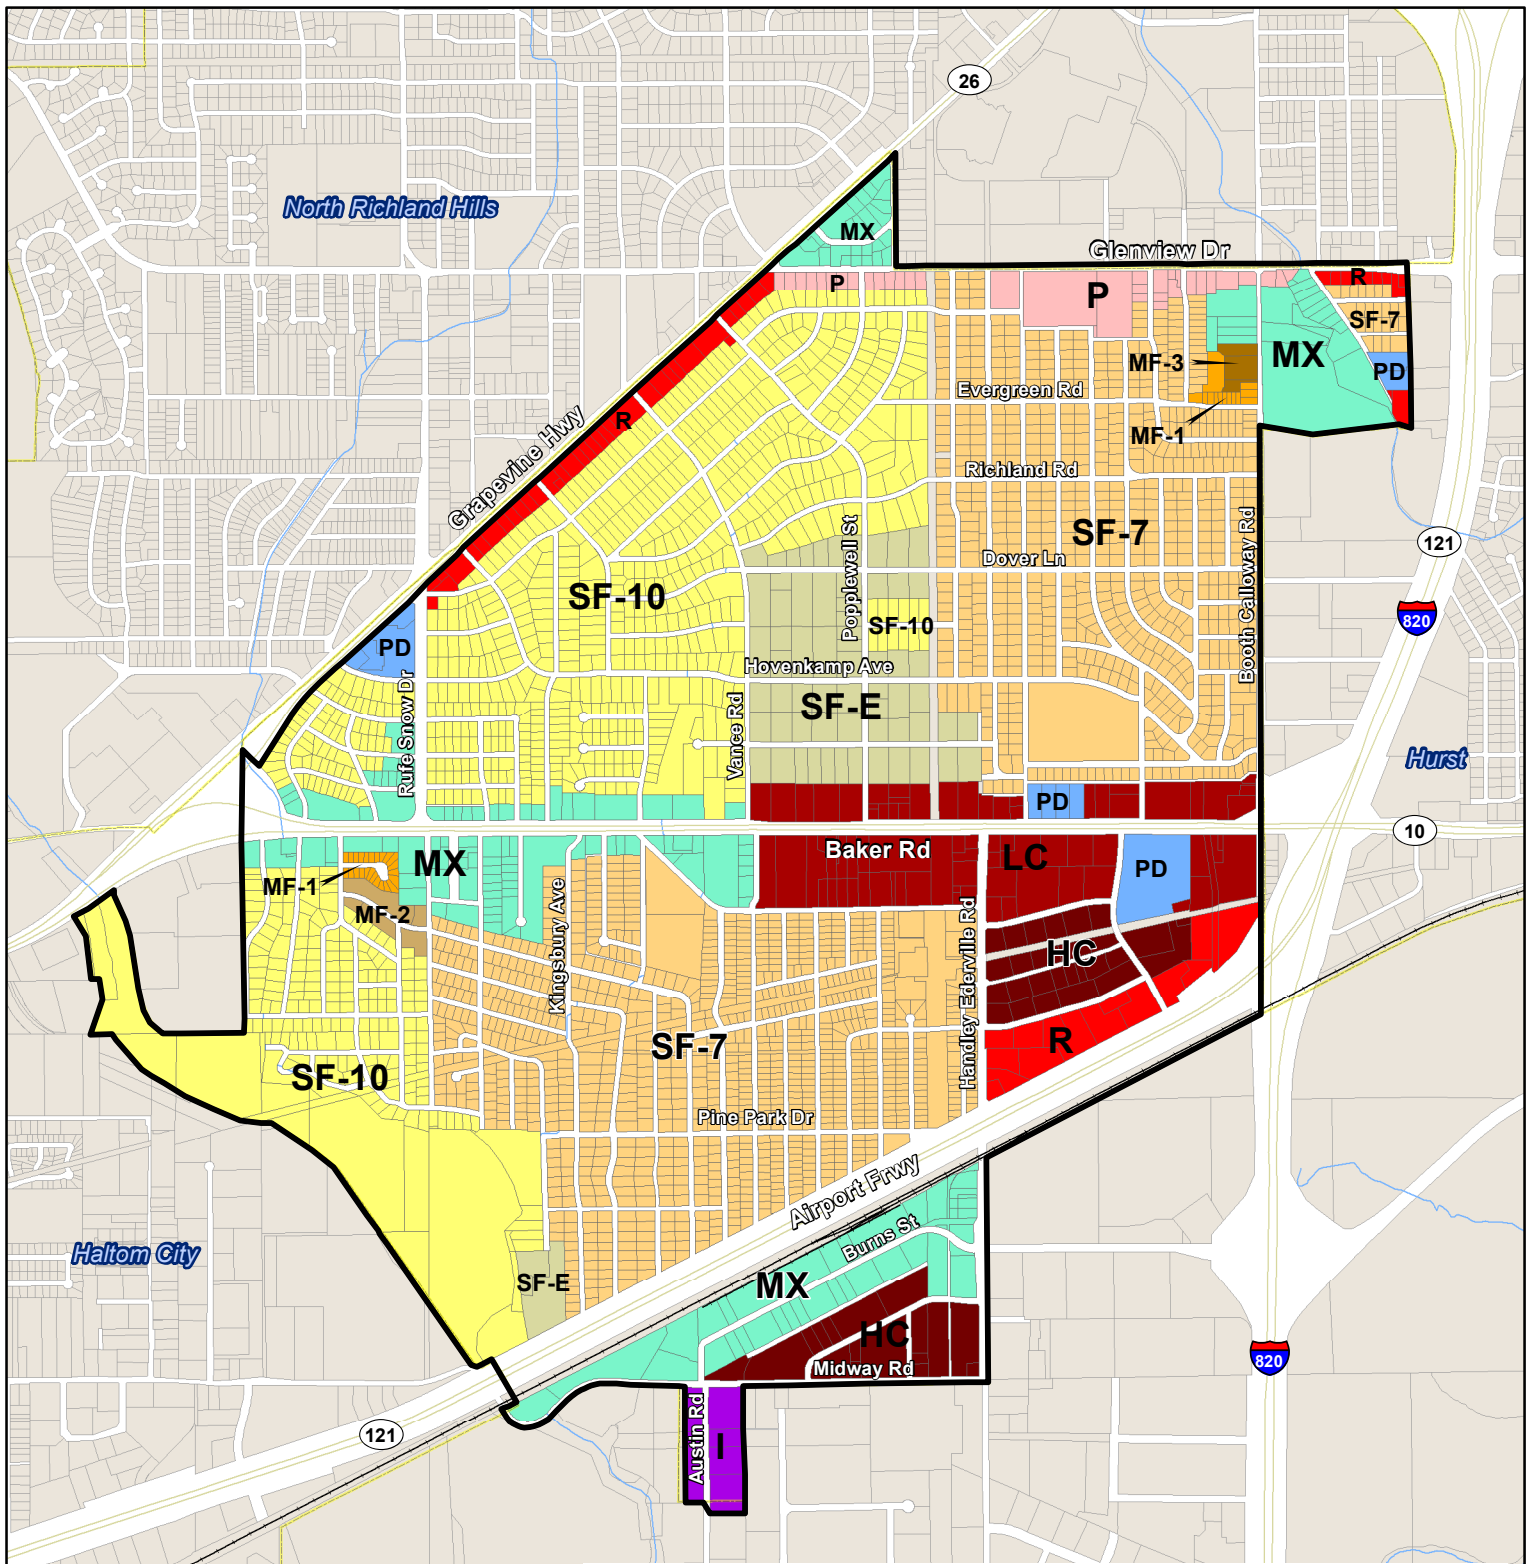 26
North Richland Hills
MX
Glenview Dr
P
P
R
SF-7
MX
MF-3
PD
Evergreen Rd
R
MF-1
Grapevine Hwy
Richland Rd
SF-7
Popplewell St
Booth Calloway Rd
121
Dover Ln
SF-10
820
SF-10
PD
Hovenkamp Ave
Rufe Snow Dr
SF-E
Vance Rd
Hurst
PD
10
Baker Rd
MX
LC
PD
MF-1
MF-2
Kingsbury Ave
Handley Ederville Rd
HC
SF-7
R
SF-10
Pine Park Dr
Airport Frwy
Burns St
Haltom City
SF-E
MX
HC
Midway Rd
820
Austin Rd
I
121